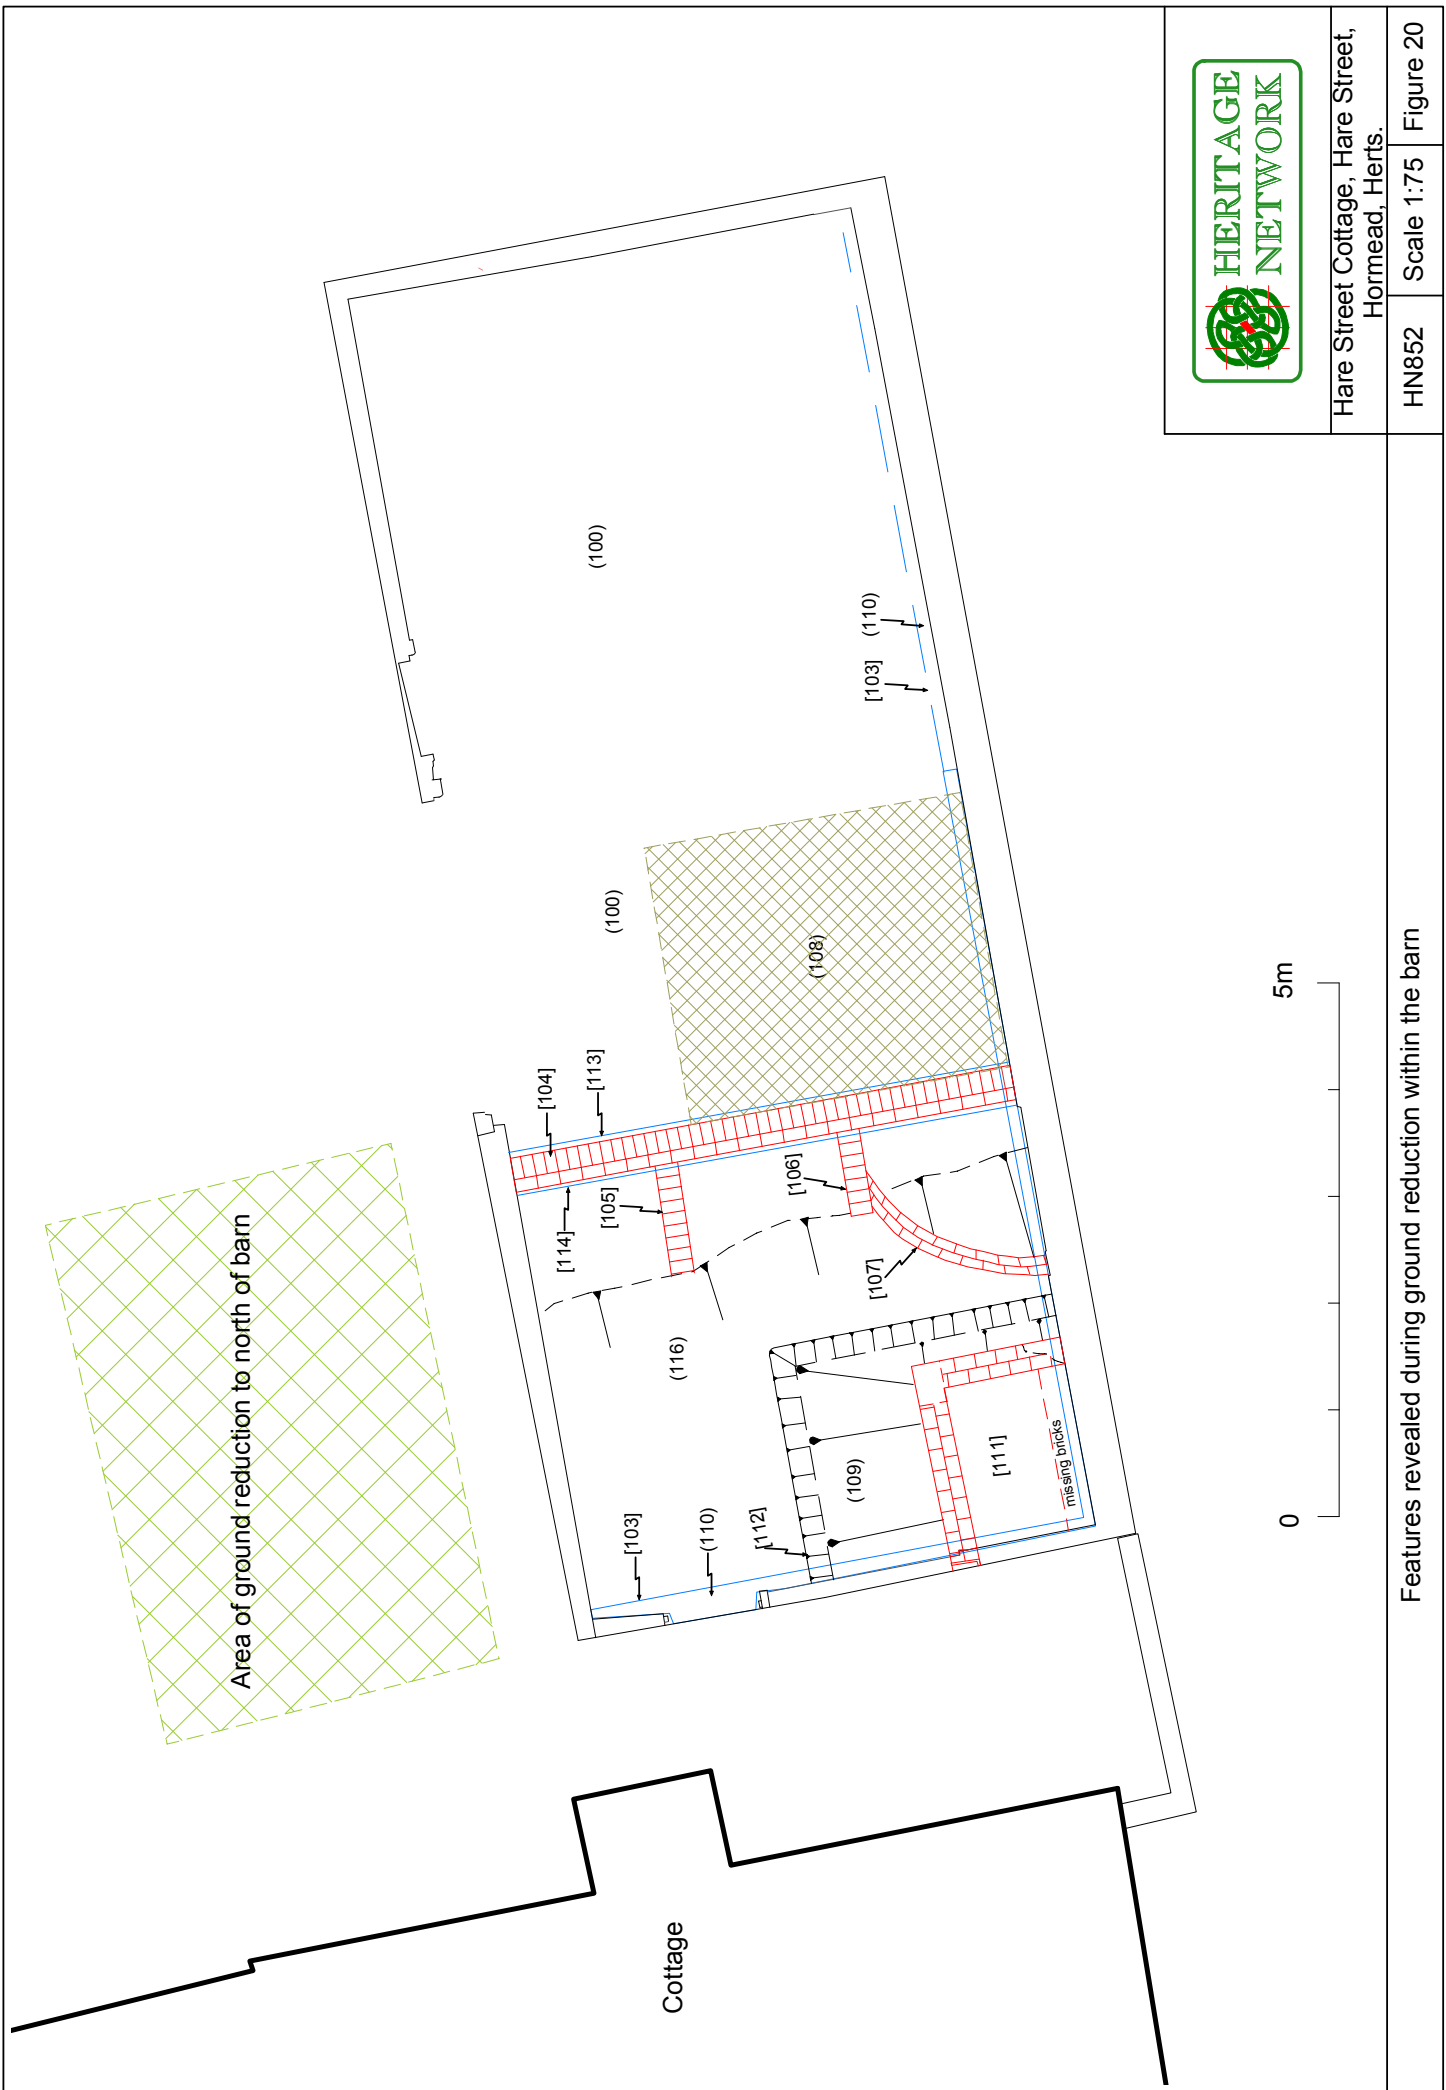 Area of ground reduction to north of barn
(100)
(100)
(108)
[104]
[113]
[114]
[105]
[106]
[107]
(110)
[103]
(116)
[103]
(110)
[112]
(109)
[111]
missing bricks
Cottage
0
5m
HERITAGE
NETWORK
Hare Street Cottage, Hare Street,
Hormead, Herts.
HN852
Scale 1:75
Figure 20
Features revealed during ground reduction within the barn